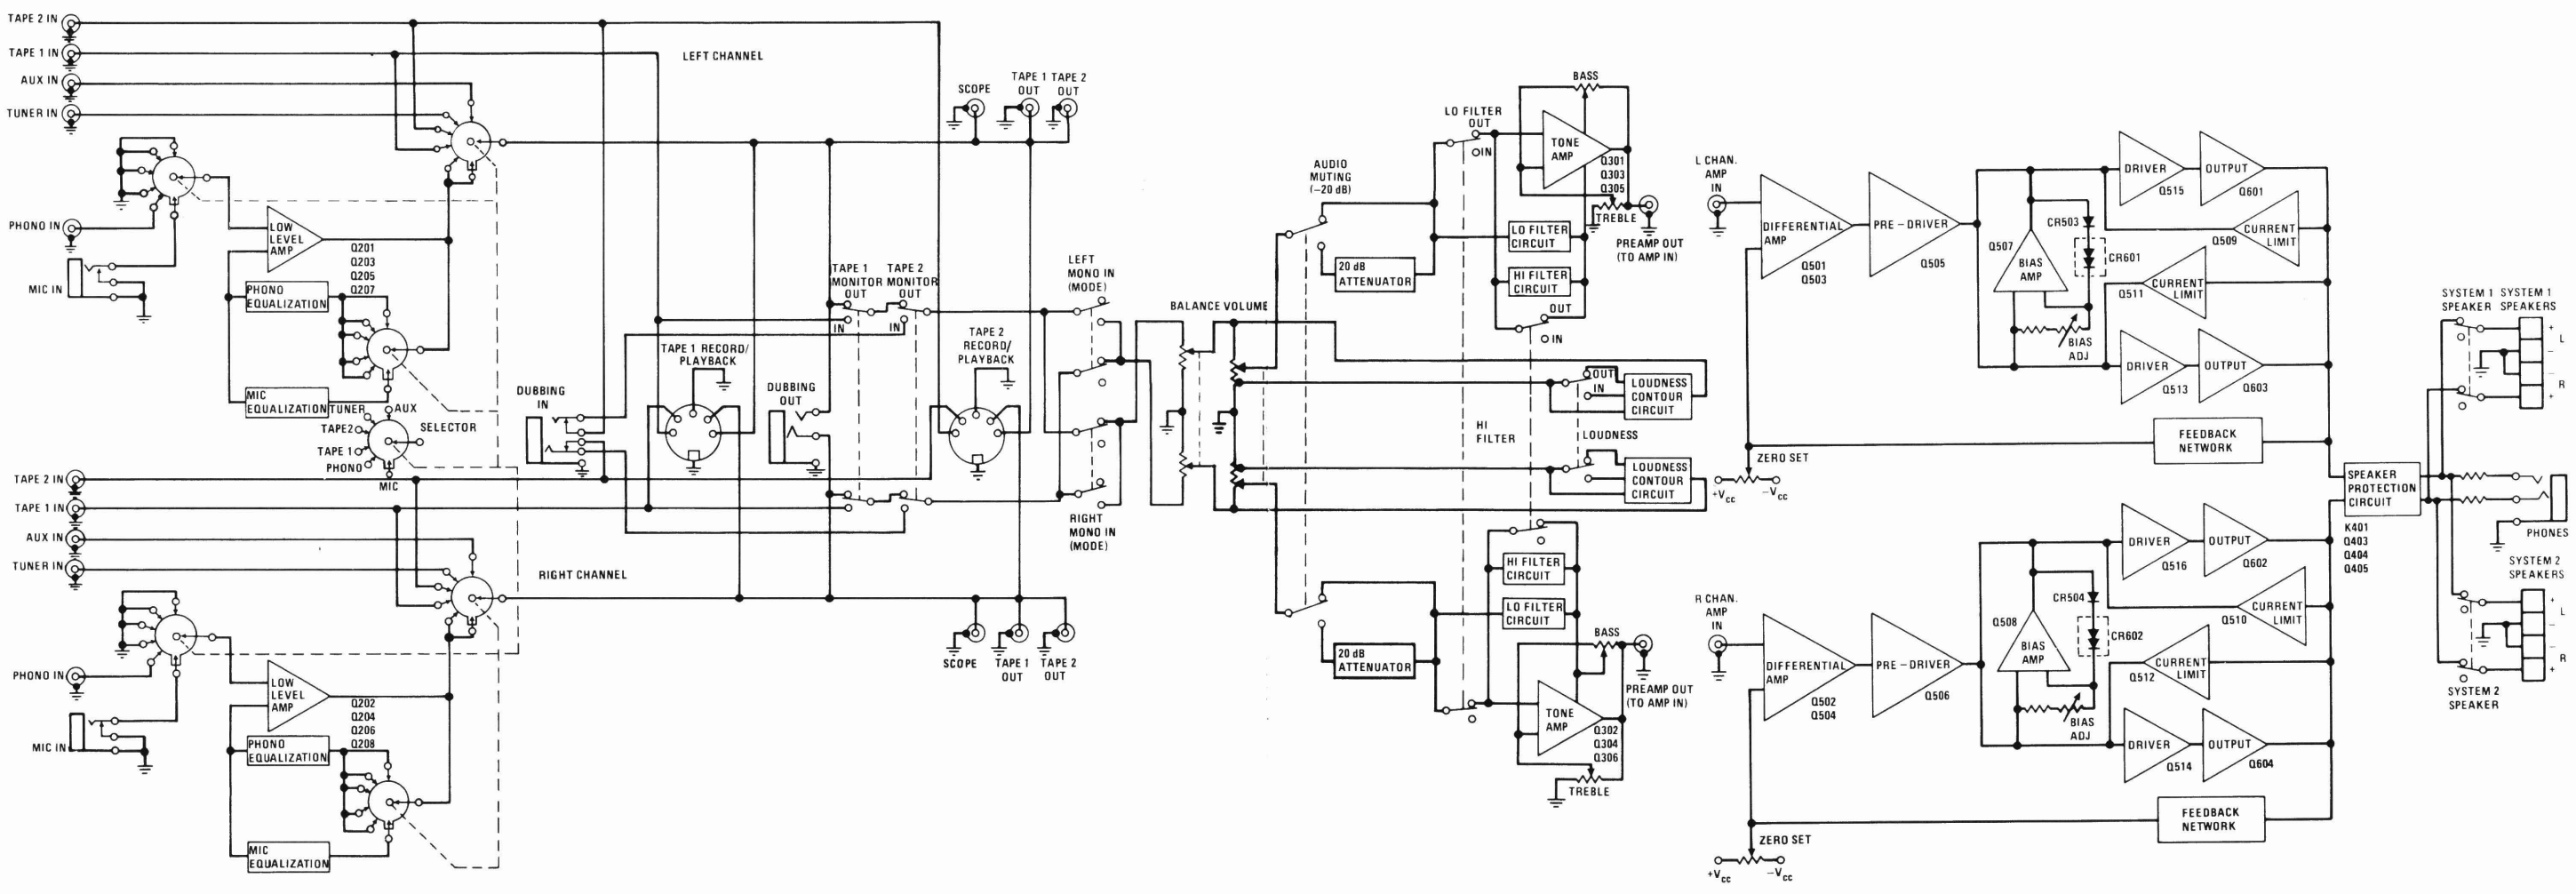 TAPE 2 IN
TAPE 1 IN
AUX IN
TUNER IN
PHONO IN
MIC IN
LEFT CHANNEL
LOW
LEVEL
AMP
Q201
Q203
Q205
Q207
PHONO
EQUALIZATION
MIC
EQUALIZATION
TUNER
AUX
TAPE2
SELECTOR
TAPE 1
PHONO
MIC
SCOPE
TAPE 1
OUT
TAPE 2
OUT
TAPE 1
MONITOR
OUT
IN
TAPE 2
MONITOR
OUT
IN
LEFT
MONO IN
(MODE)
TAPE 1 RECORD/
PLAYBACK
TAPE 2
RECORD/
PLAYBACK
DUBBING
IN
DUBBING
OUT
RIGHT
MONO IN
(MODE)
TAPE 2 IN
TAPE 1 IN
AUX IN
TUNER IN
PHONO IN
MIC IN
RIGHT CHANNEL
LOW
LEVEL
AMP
Q202
Q204
Q206
Q208
PHONO
EQUALIZATION
MIC
EQUALIZATION
SCOPE
TAPE 1
OUT
TAPE 2
OUT
BALANCE VOLUME
AUDIO
MUTING
(-20 dB)
20 dB
ATTENUATOR
LO FILTER
OUT
IN
BASS
TONE
AMP
Q301
Q303
Q305
TREBLE
PREAMP OUT
(TO AMP IN)
LO FILTER
CIRCUIT
HI FILTER
CIRCUIT
OUT
IN
OUT
IN
LOUDNESS
CONTOUR
CIRCUIT
HI
FILTER
LOUDNESS
LOUDNESS
CONTOUR
CIRCUIT
HI FILTER
CIRCUIT
LO FILTER
CIRCUIT
20 dB
ATTENUATOR
BASS
PREAMP OUT
(TO AMP IN)
TONE
AMP
Q302
Q304
Q306
TREBLE
L CHAN.
AMP
IN
DIFFERENTIAL
AMP
Q501
Q503
PRE-DRIVER
Q505
Q507
BIAS
AMP
CR503
CR601
BIAS
ADJ
DRIVER
Q515
OUTPUT
Q601
CURRENT
LIMIT
Q509
CURRENT
LIMIT
Q511
DRIVER
Q513
OUTPUT
Q603
FEEDBACK
NETWORK
ZERO SET
+VCC
-VCC
SPEAKER
PROTECTION
CIRCUIT
K401
Q403
Q404
Q405
SYSTEM 1
SPEAKER
SYSTEM 1
SPEAKERS
+
L
-
-
R
+
PHONES
SYSTEM 2
SPEAKERS
+
L
-
-
R
+
SYSTEM 2
SPEAKER
R CHAN.
AMP
IN
DIFFERENTIAL
AMP
Q502
Q504
PRE-DRIVER
Q506
Q508
BIAS
AMP
CR504
CR602
BIAS
ADJ
DRIVER
Q516
OUTPUT
Q602
CURRENT
LIMIT
Q510
CURRENT
LIMIT
Q512
DRIVER
Q514
OUTPUT
Q604
FEEDBACK
NETWORK
ZERO SET
+VCC
-VCC